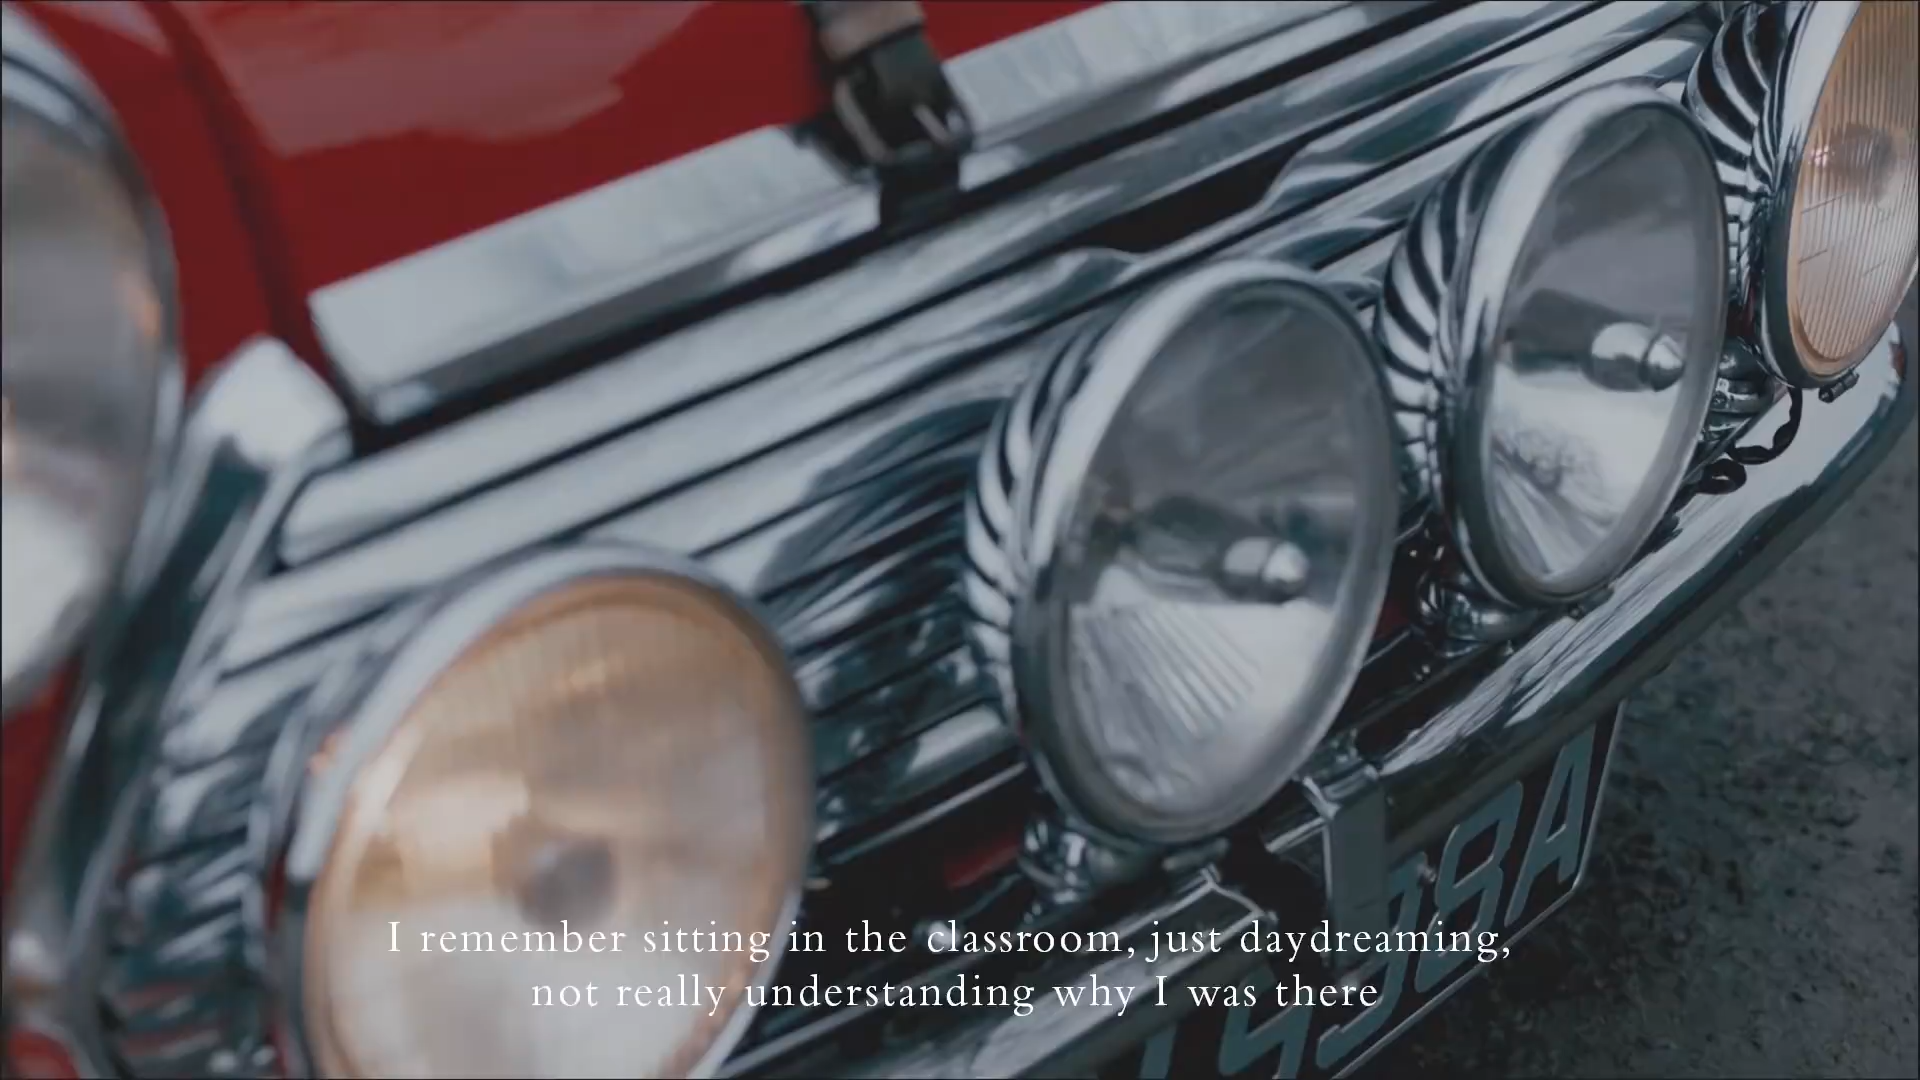 I remember sitting in the classroom, just daydreaming,
not really understanding why I was there